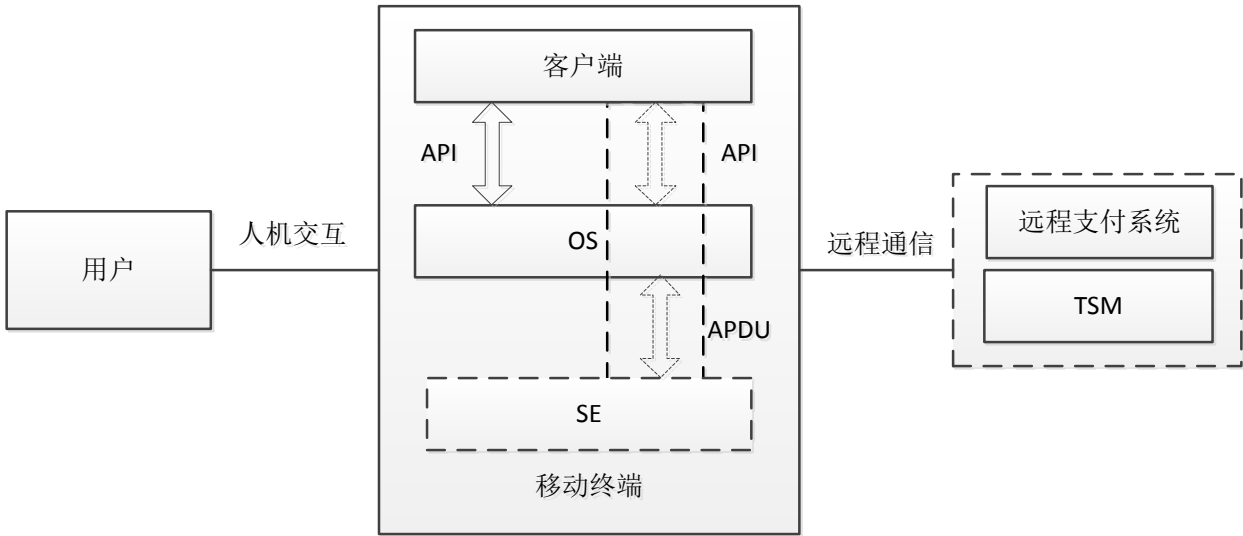 客户端
API
API
用户
人机交互
OS
远程通信
远程支付系统
TSM
APDU
SE
移动终端